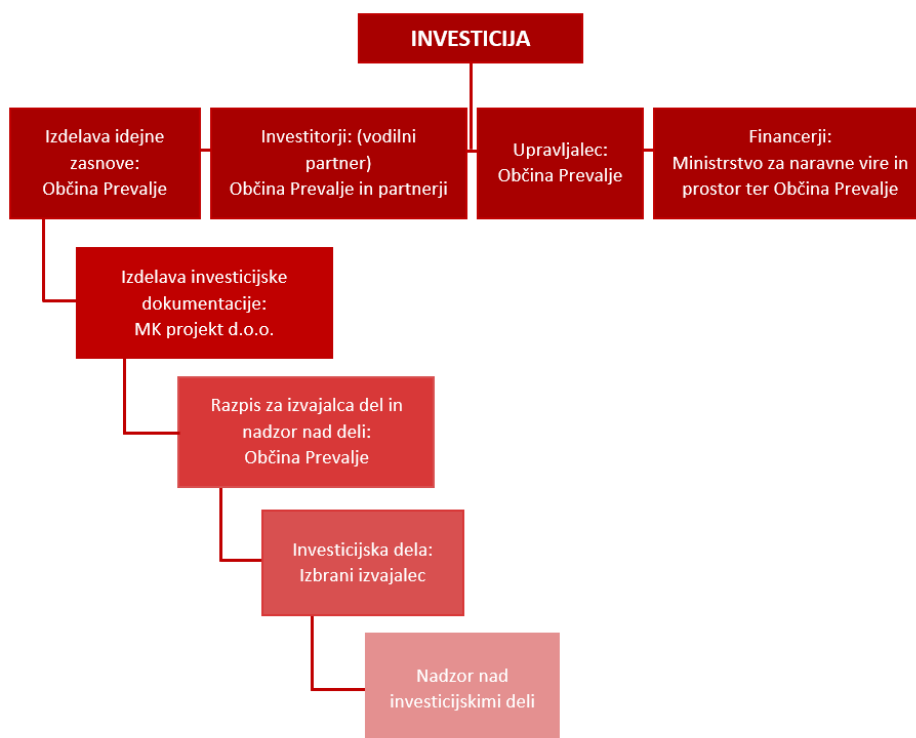 INVESTICIJA
Izdelava idejne
zasnove:
Občina Prevalje
Investitorji: (vodilni
partner)
Občina Prevalje in partnerji
Upravljalec:
Občina Prevalje
Financerji:
Ministrstvo za naravne vire in
prostor ter Občina Prevalje
Izdelava investicijske
dokumentacije:
MK projekt d.o.o.
Razpis za izvajalca del in
nadzor nad deli:
Občina Prevalje
Investicijska dela:
Izbrani izvajalec
Nadzor nad
investicijskimi deli